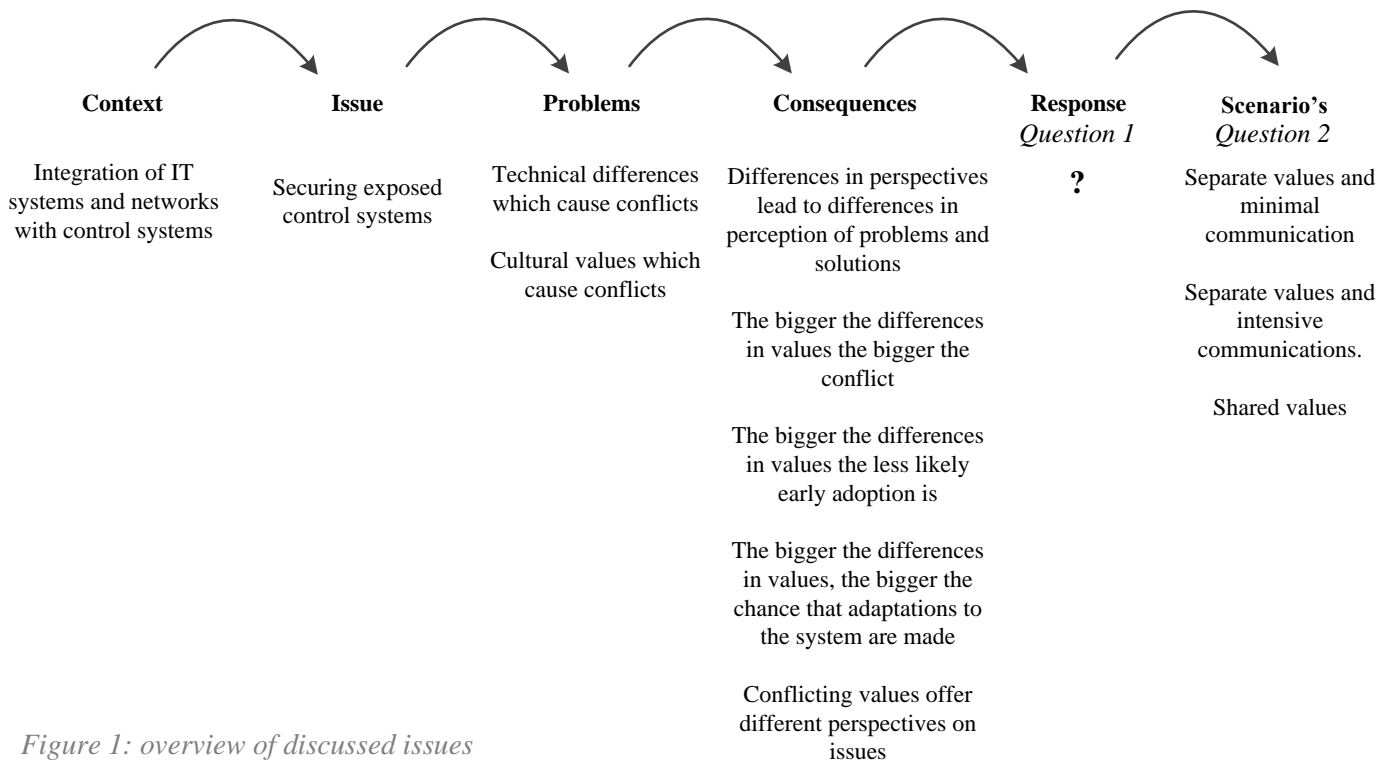 Context
Integration of IT
systems and networks
with control systems
Issue
Securing exposed
control systems
Problems
Technical differences
which cause conflicts
Cultural values which
cause conflicts
Consequences
Differences in perspectives
lead to differences in
perception of problems and
solutions
The bigger the differences
in values the bigger the
conflict
The bigger the differences
in values the less likely
early adoption is
The bigger the differences
in values, the bigger the
chance that adaptations to
the system are made
Conflicting values offer
different perspectives on
issues
Response
Question 1
?
Scenario's
Question 2
Separate values and
minimal
communication
Separate values and
intensive
communications.
Shared values
Figure 1: overview of discussed issues